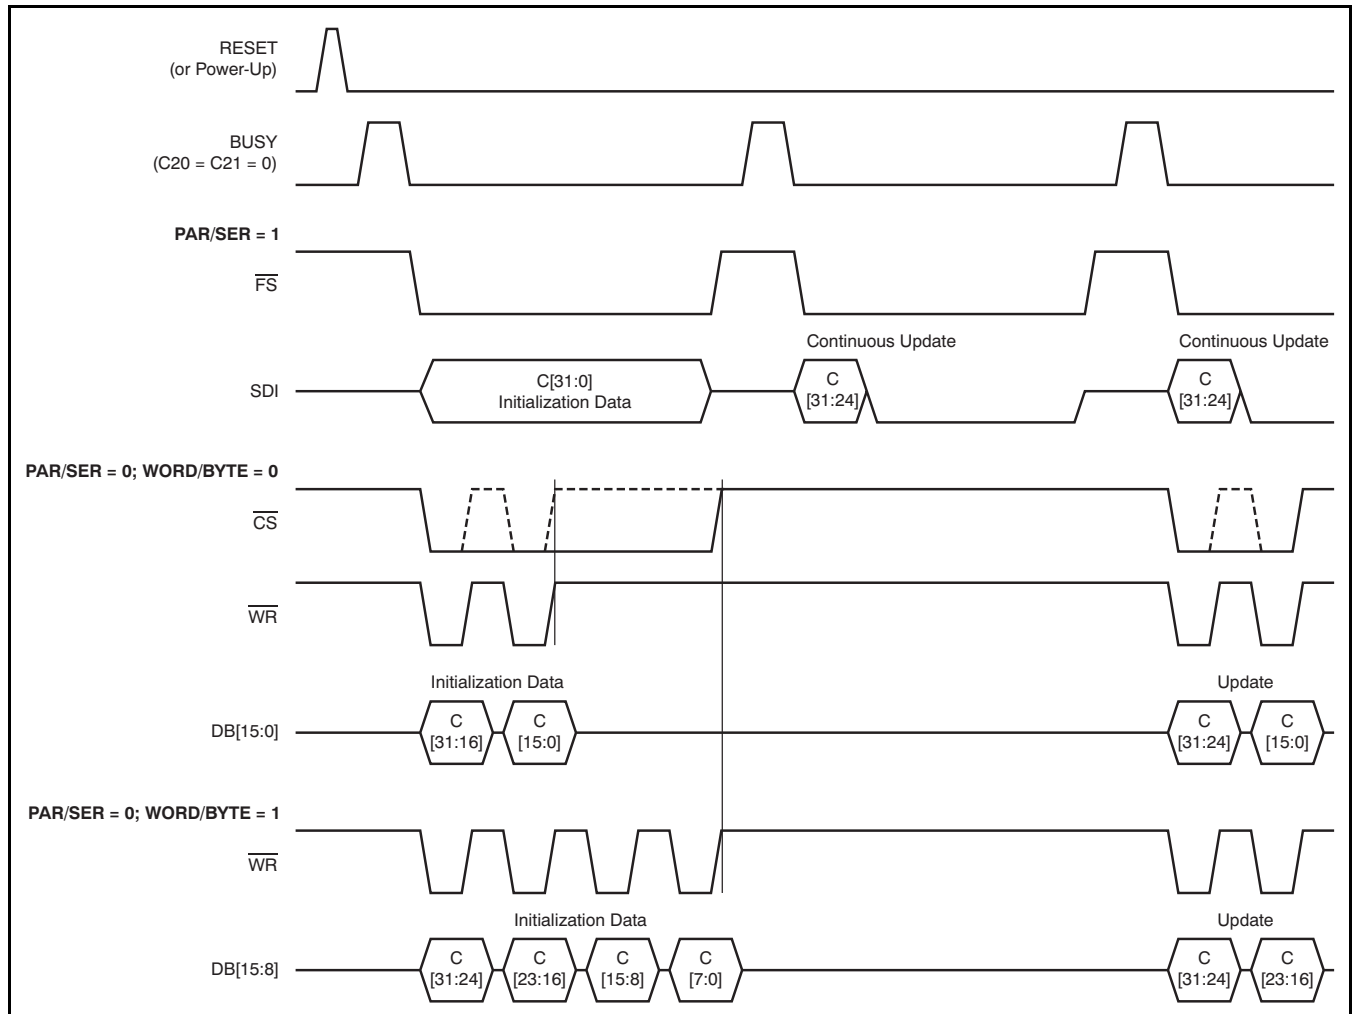 RESET
(or Power-Up)
BUSY
(C20 = C21 = 0)
PAR/SER = 1
FS
Continuous Update
Continuous Update
SDI
C[31:0]
Initialization Data
C
[31:24]
C
[31:24]
PAR/SER = 0; WORD/BYTE = 0
CS
WR
Initialization Data
Update
DB[15:0]
C
[31:16]
C
[15:0]
C
[31:24]
C
[15:0]
PAR/SER = 0; WORD/BYTE = 1
WR
Initialization Data
Update
DB[15:8]
C
[31:24]
C
[23:16]
C
[15:8]
C
[7:0]
C
[31:24]
C
[23:16]